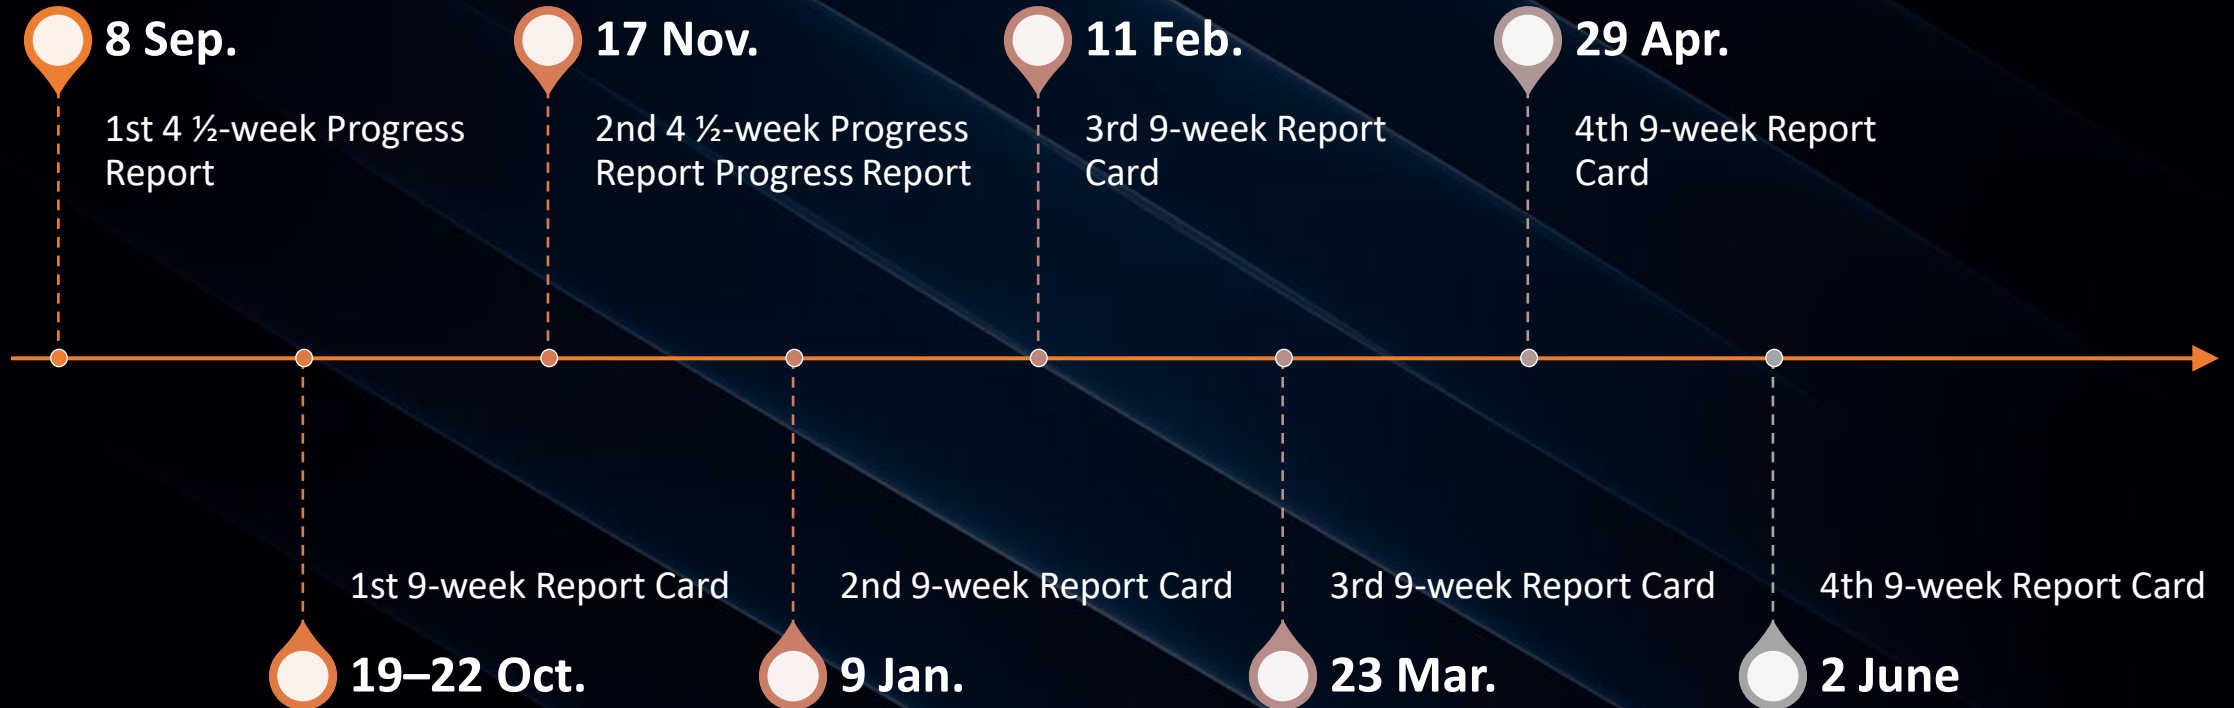 8 Sep.
1st 4 ½-week Progress
Report
19–22 Oct.
1st 9-week Report Card
17 Nov.
2nd 4 ½-week Progress
Report Progress Report
9 Jan.
2nd 9-week Report Card
11 Feb.
3rd 9-week Report
Card
23 Mar.
3rd 9-week Report Card
29 Apr.
4th 9-week Report
Card
2 June
4th 9-week Report Card